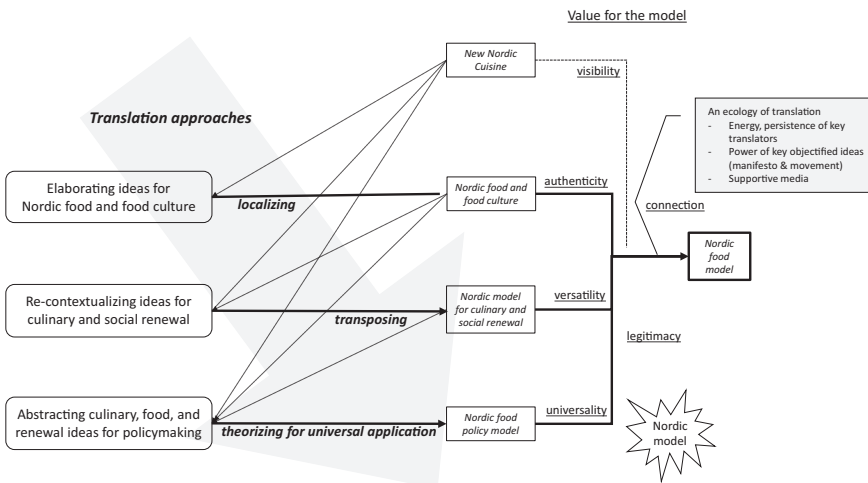 Value for the model
New Nordic
Cuisine
visibility
Translation approaches
An ecology of translation
- Energy, persistence of key
translators
- Power of key objectified ideas
(manifesto & movement)
- Supportive media
Elaborating ideas for
Nordic food and food culture
localizing
Nordic food and
food culture
authenticity
connection
Nordic
food
model
Re-contextualizing ideas for
culinary and social renewal
transposing
Nordic model
for culinary and
social renewal
versatility
legitimacy
Abstracting culinary, food, and
renewal ideas for policymaking
theorizing for universal application
Nordic food
policy model
universality
Nordic
model